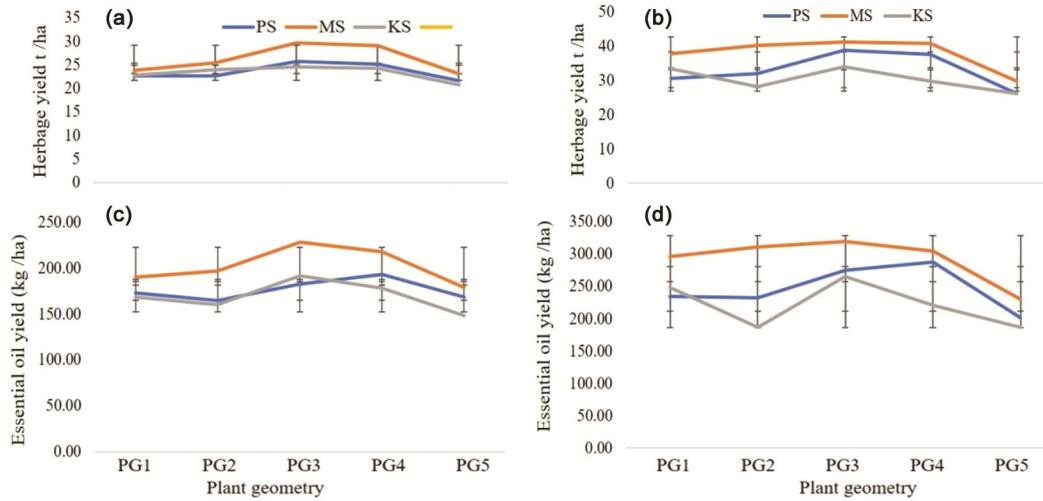 (a)
PS MS KS
Herbage yield t /ha
35
30
25
20
15
10
5
0
(b)
PS MS KS
Herbage yield t /ha
50
40
30
20
10
0
(c)
Essential oil yield (kg /ha)
250.00
200.00
150.00
100.00
50.00
0.00
PG1 PG2 PG3 PG4 PG5
Plant geometry
(d)
Essential oil yield (kg /ha)
350.00
300.00
250.00
200.00
150.00
100.00
50.00
0.00
PG1 PG2 PG3 PG4 PG5
Plant geometry